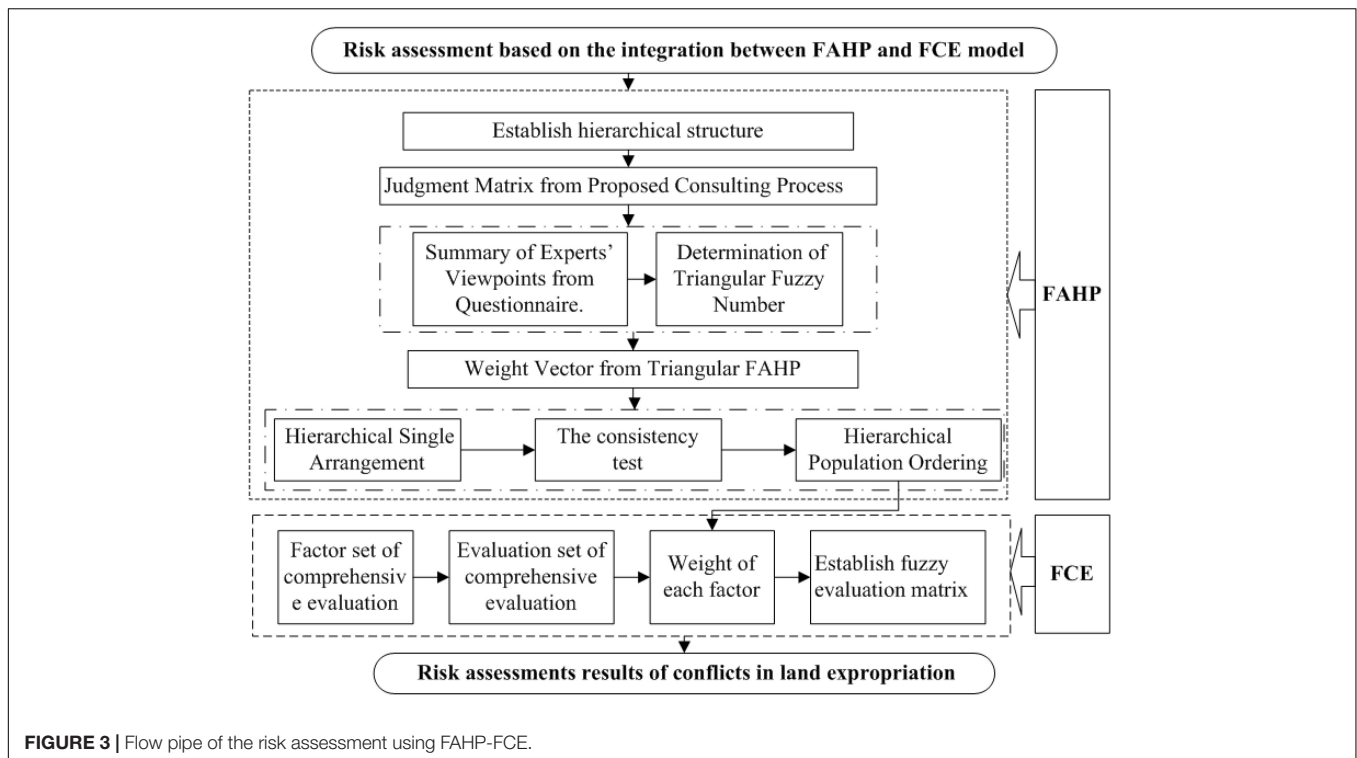 Risk assessment based on the integration between FAHP and FCE model
Establish hierarchical structure
Judgment Matrix from Proposed Consulting Process
Summary of Experts’
Viewpoints from
Questionnaire.
Determination of
Triangular Fuzzy
Number
Weight Vector from Triangular FAHP
Hierarchical Single
Arrangement
The consistency
test
Hierarchical
Population Ordering
FAHP
Factor set of
comprehensiv
e evaluation
Evaluation set of
comprehensive
evaluation
Weight of
each factor
Establish fuzzy
evaluation matrix
FCE
Risk assessments results of conflicts in land expropriation
FIGURE 3 | Flow pipe of the risk assessment using FAHP-FCE.